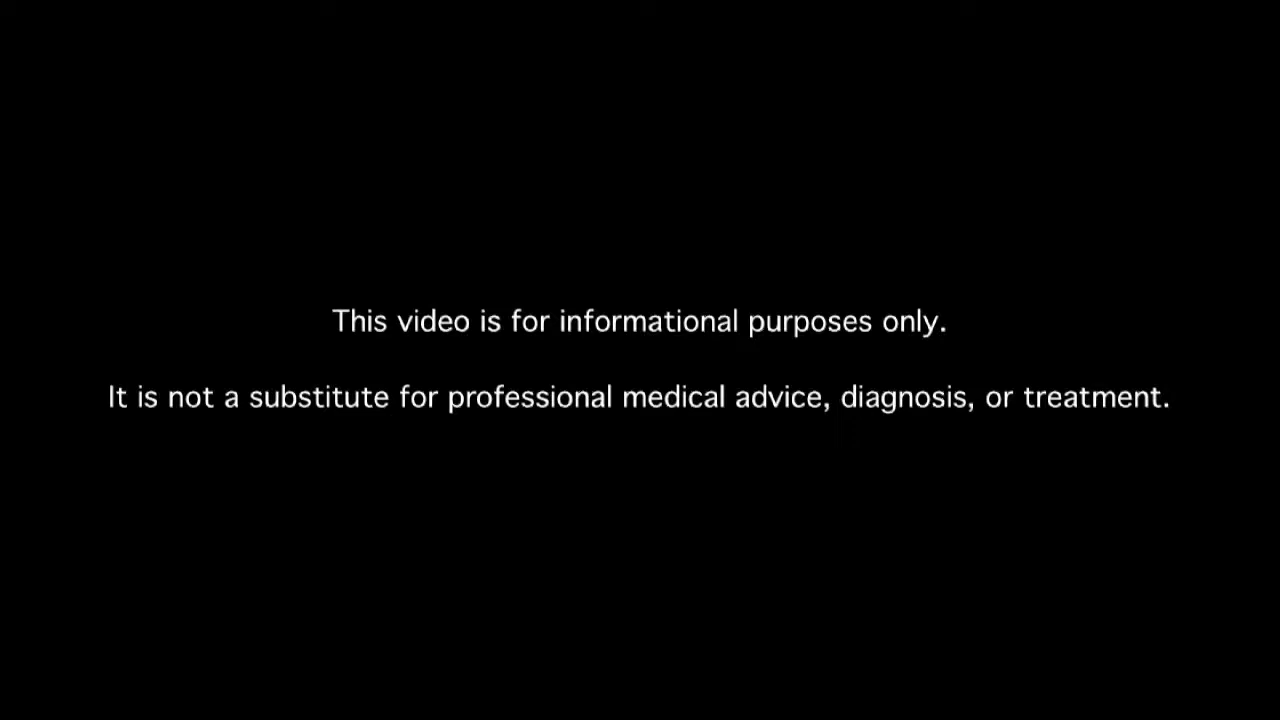 This video is for informational purposes only.
It is not a substitute for professional medical advice, diagnosis, or treatment.